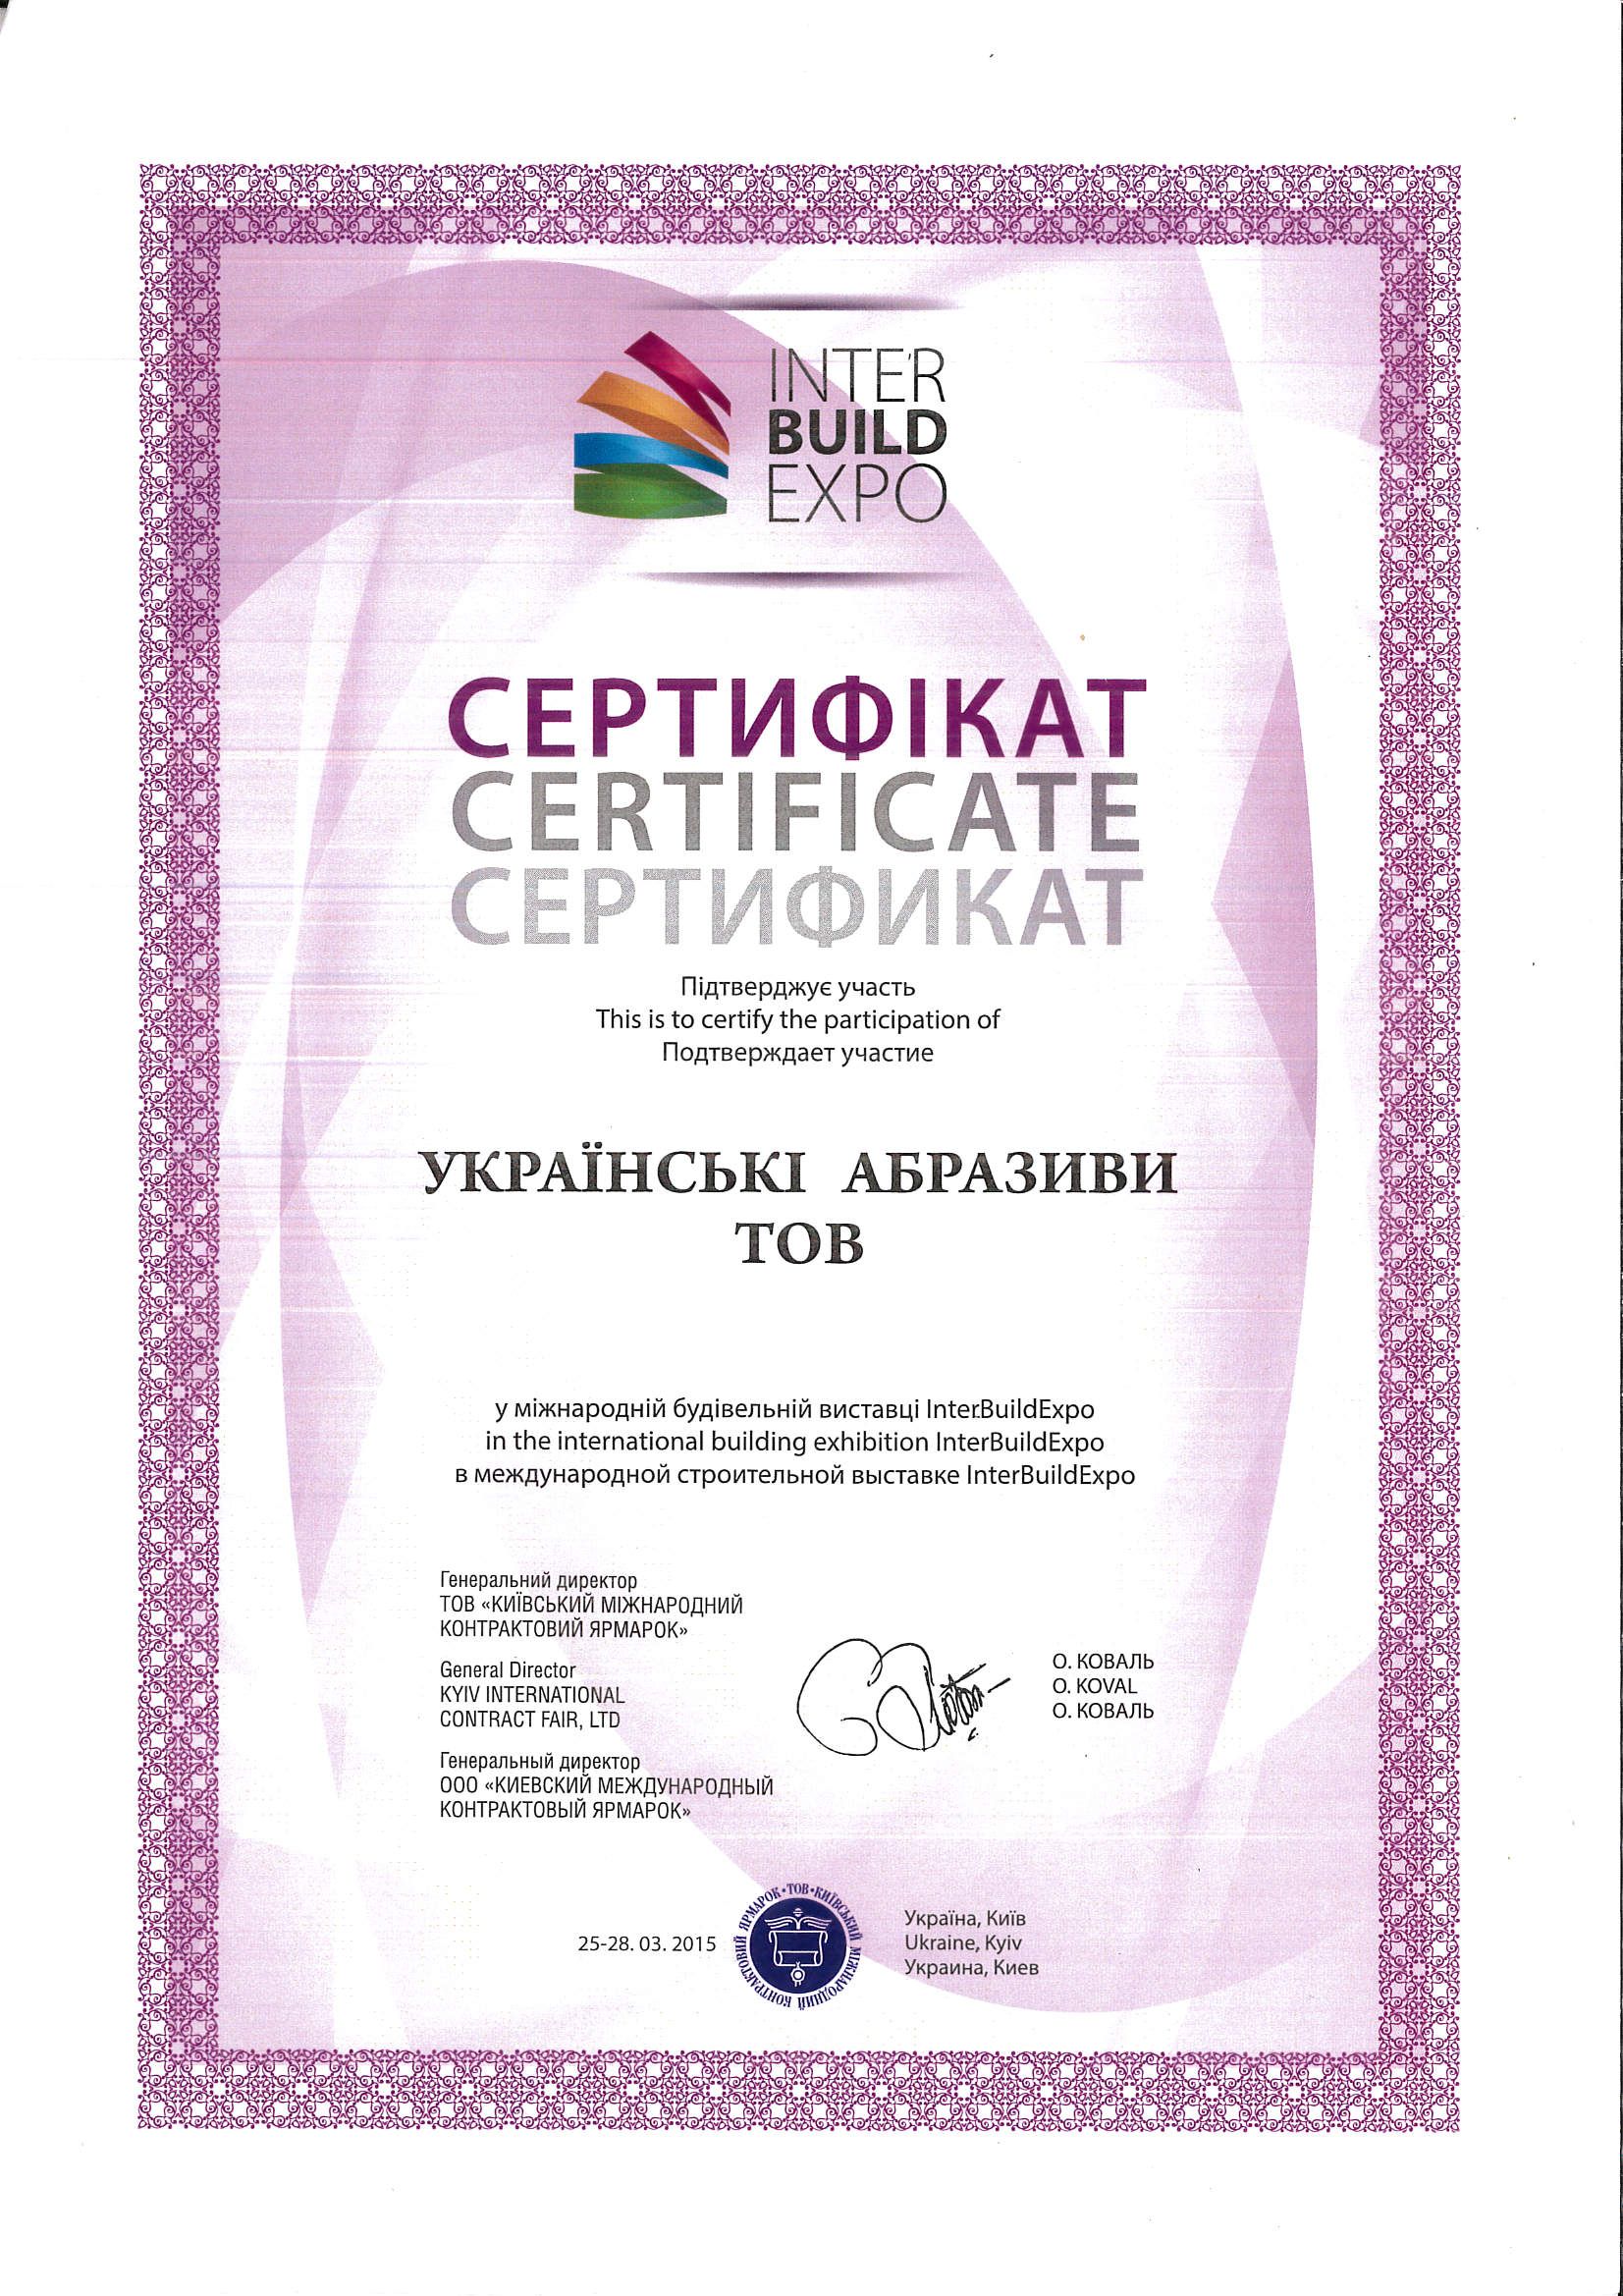 INTER
BUILD
EXPO
СЕРТИФІКАТ
CERTIFICATE
СЕРТИФИКАТ
Підтверджує участь
This is to certify the participation of
Подтверждает участие
УКРАЇНСЬКІ АБРАЗИВИ
ТОВ
у міжнародній будівельній виставці InterBuildExpo
in the international building exhibition InterBuildExpo
в международной строительной выставке InterBuildExpo
Генеральний директор
ТОВ «КИЇВСЬКИЙ МІЖНАРОДНИЙ
КОНТРАКТОВИЙ ЯРМАРОК»
General Director
KYIV INTERNATIONAL
CONTRACT FAIR, LTD
Генеральный директор
ООО «КИЕВСКИЙ МЕЖДУНАРОДНЫЙ
КОНТРАКТОВЫЙ ЯРМАРОК»
О. КОВАЛЬ
O. KOVAL
О. КОВАЛЬ
25-28. 03. 2015
ТОВ • КИЇВСЬКИЙ МІЖНАРОДНИЙ КОНТРАКТОВИЙ ЯРМАРОК •
Україна, Київ
Ukraine, Kyiv
Украина, Киев